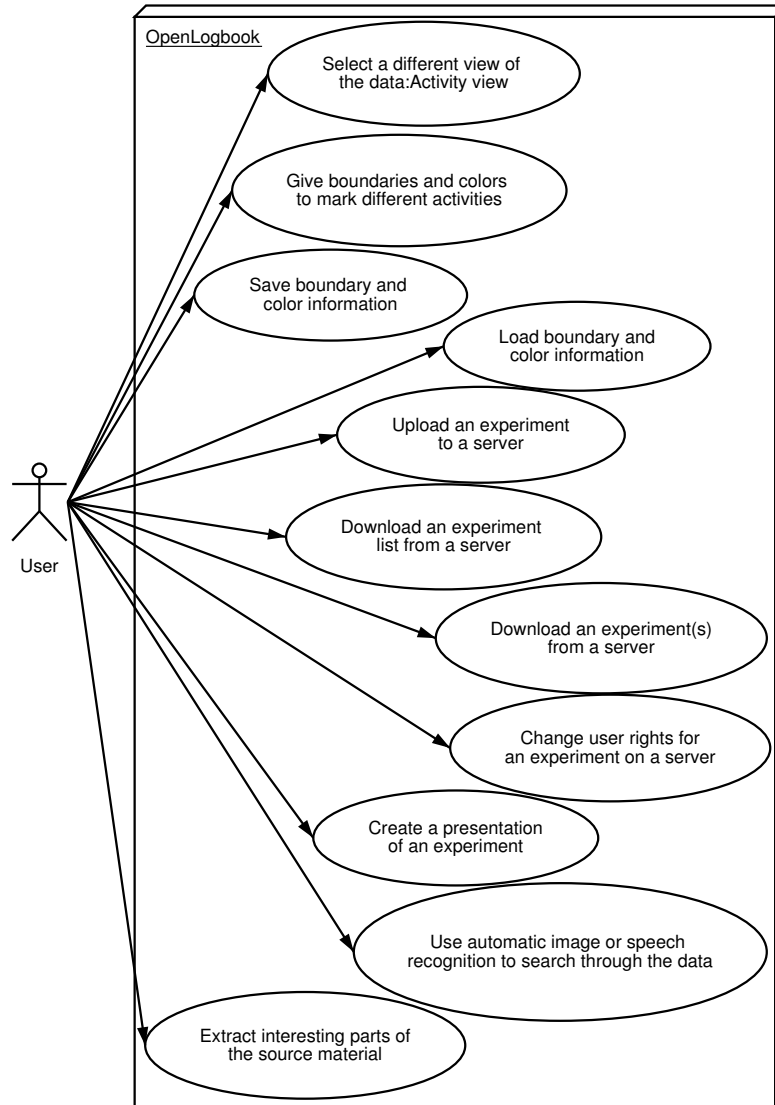 OpenLogbook
Select a different view of
the data:Activity view
Give boundaries and colors
to mark different activities
Save boundary and
color information
Load boundary and
color information
Upload an experiment
to a server
Download an experiment
list from a server
User
Download an experiment(s)
from a server
Change user rights for
an experiment on a server
Create a presentation
of an experiment
Use automatic image or speech
recognition to search through the data
Extract interesting parts of
the source material